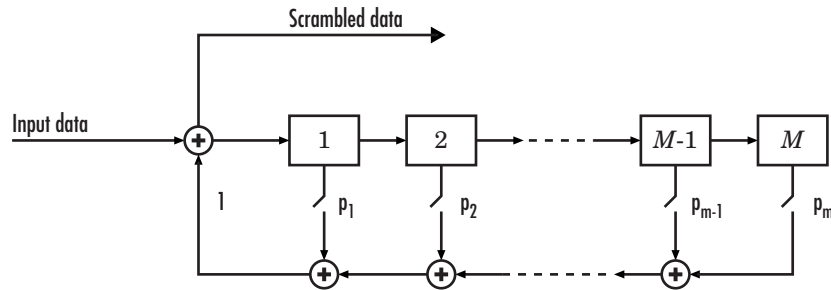 Scrambled data
Input data
1
2
M-1
M
1
p1
p2
pm-1
pm